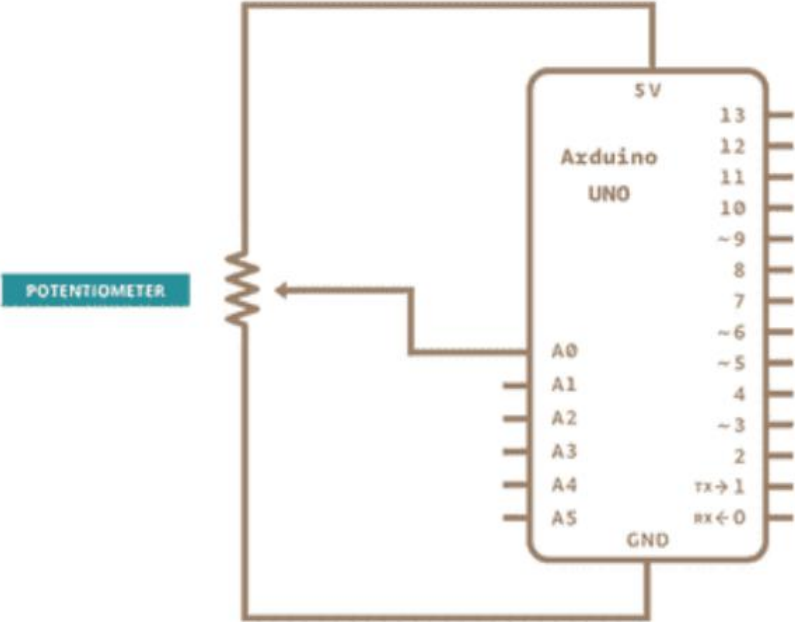 5V
Arduino
UNO
13
12
11
10
~9
8
7
~6
~5
4
~3
2
TX→1
RX←0
POTENTIOMETER
A0
A1
A2
A3
A4
A5
GND